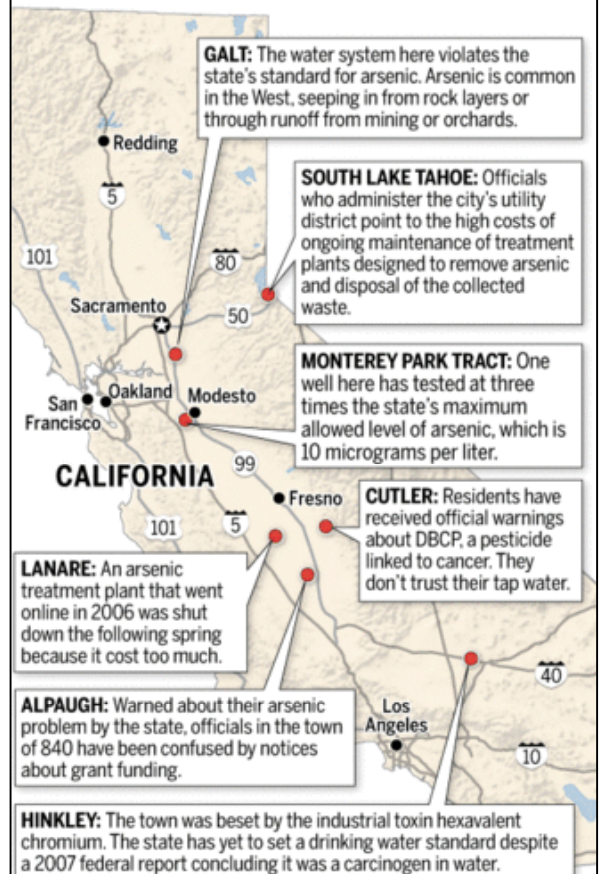 GALT: The water system here violates the
state's standard for arsenic. Arsenic is common
in the West, seeping in from rock layers or
through runoff from mining or orchards.
Redding
5
SOUTH LAKE TAHOE: Officials
who administer the city's utility
district point to the high costs of
ongoing maintenance of treatment
plants designed to remove arsenic
and disposal of the collected
waste.
101
80
Sacramento
50
MONTEREY PARK TRACT: One
well here has tested at three
times the state's maximum
allowed level of arsenic, which is
10 micrograms per liter.
San
Francisco
Oakland
Modesto
99
CALIFORNIA
Fresno
101
5
CUTLER: Residents have
received official warnings
about DBCP, a pesticide
linked to cancer. They
don't trust their tap water.
LANARE: An arsenic
treatment plant that went
online in 2006 was shut
down the following spring
because it cost too much.
40
ALPAUGH: Warned about their arsenic
problem by the state, officials in the town
of 840 have been confused by notices
about grant funding.
Los
Angeles
10
HINKLEY: The town was beset by the industrial toxin hexavalent
chromium. The state has yet to set a drinking water standard despite
a 2007 federal report concluding it was a carcinogen in water.